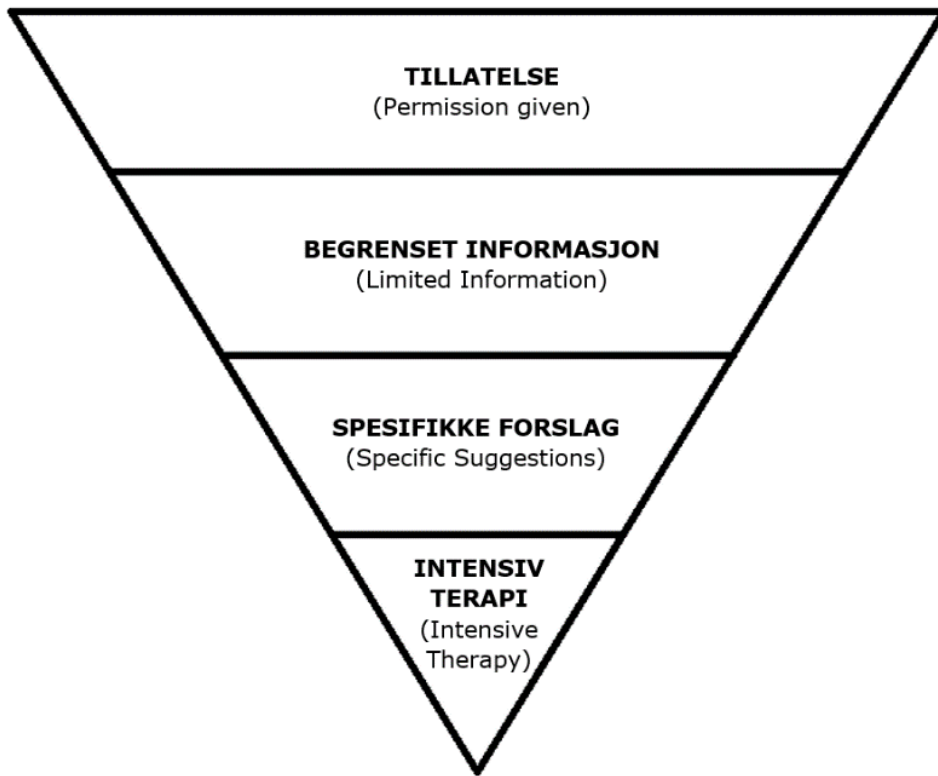 TILLATELSE
(Permission given)
BEGRENSET INFORMASJON
(Limited Information)
SPESIFIKKE FORSLAG
(Specific Suggestions)
INTENSIV
TERAPI
(Intensive
Therapy)